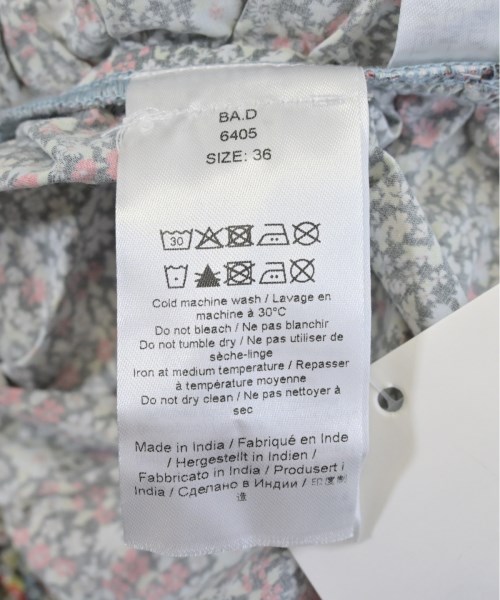 BA.D
6405
SIZE: 36
30
Cold machine wash / Lavage en
machine à 30°C
Do not bleach / Ne pas blanchir
Do not tumble dry / Ne pas utiliser de
sèche-linge
Iron at medium temperature / Repasser
à température moyenne
Do not dry clean / Ne pas nettoyer à
sec
Made in India / Fabriqué en Inde
/ Hergestellt in Indien /
Fabbricato in India / Produsert i
India / Сделано в Индии /
造